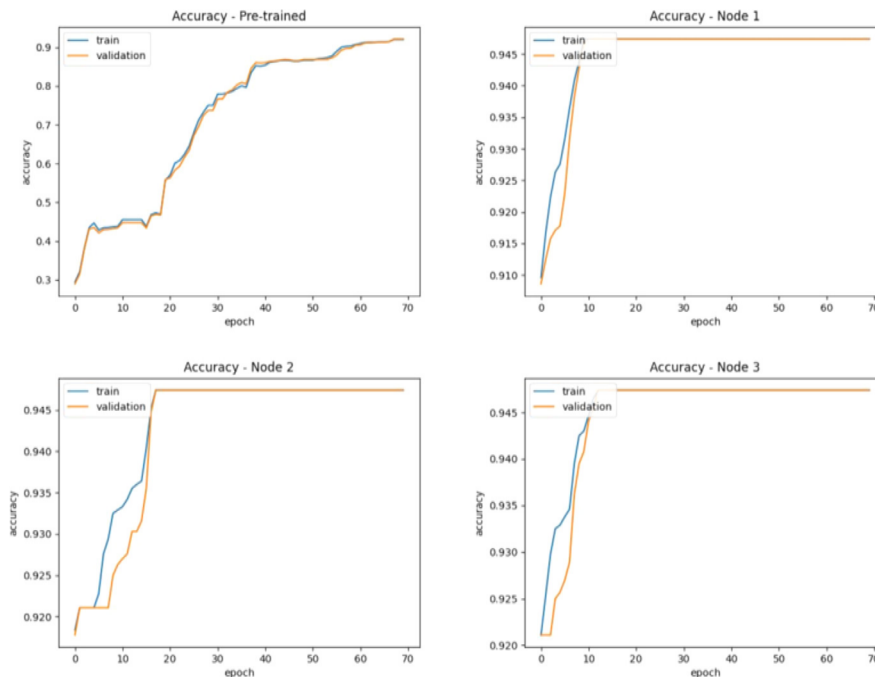 Accuracy - Pre-trained
train
validation
accuracy
0.9
0.8
0.7
0.6
0.5
0.4
0.3
0 10 20 30 40 50 60 70
epoch
Accuracy - Node 1
train
validation
accuracy
0.945
0.940
0.935
0.930
0.925
0.920
0.915
0.910
0 10 20 30 40 50 60 70
epoch
Accuracy - Node 2
train
validation
accuracy
0.945
0.940
0.935
0.930
0.925
0.920
0 10 20 30 40 50 60 70
epoch
Accuracy - Node 3
train
validation
accuracy
0.945
0.940
0.935
0.930
0.925
0.920
0 10 20 30 40 50 60 70
epoch